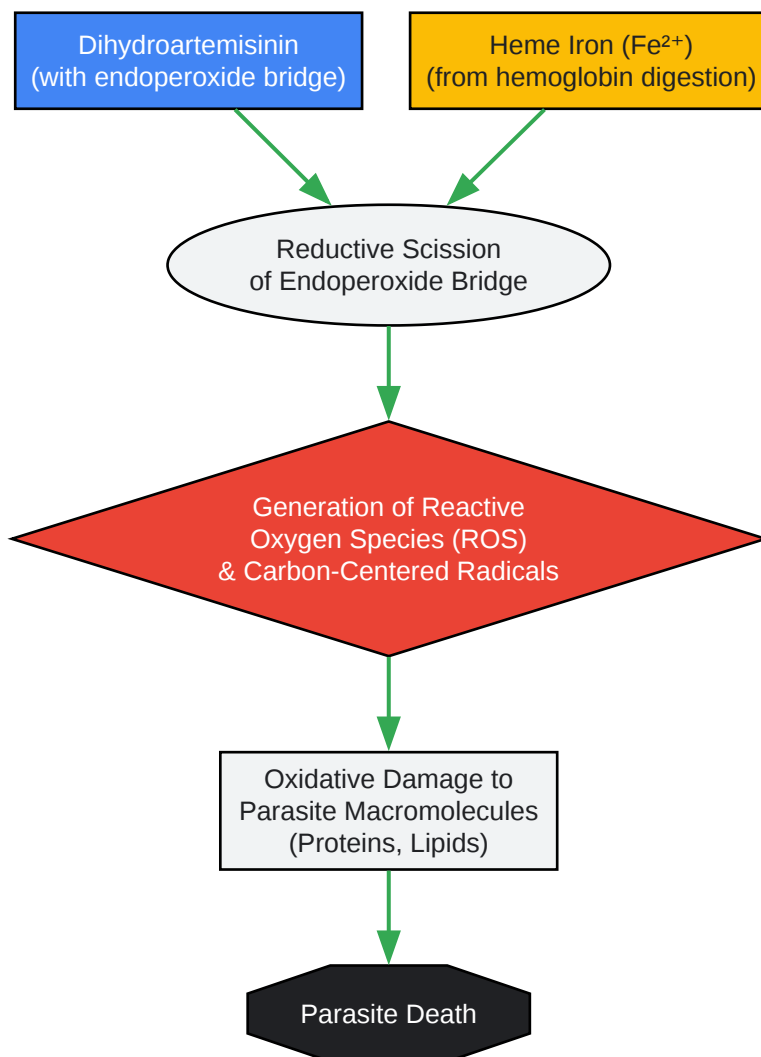 Dihydroartemisinin
(with endoperoxide bridge)
Heme Iron (Fe²⁺)
(from hemoglobin digestion)
Reductive Scission
of Endoperoxide Bridge
Generation of Reactive
Oxygen Species (ROS)
& Carbon-Centered Radicals
Oxidative Damage to
Parasite Macromolecules
(Proteins, Lipids)
Parasite Death